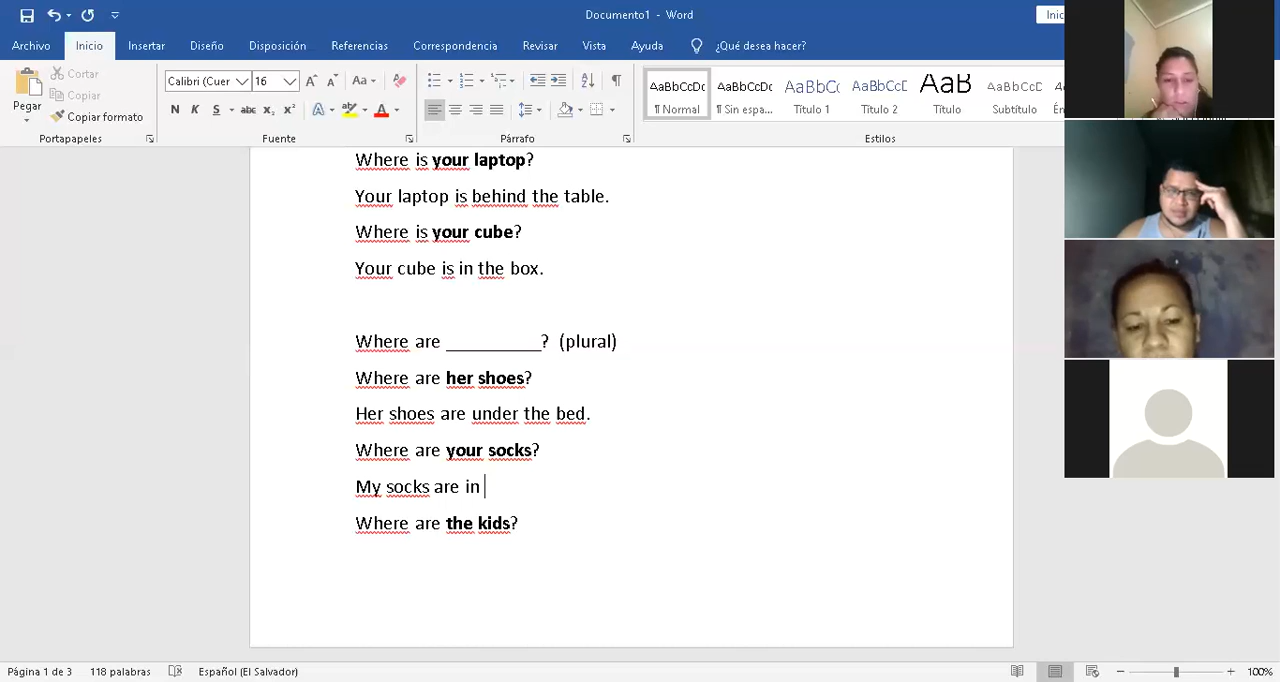 Documento1 - Word
Inic
Archivo Inicio Insertar Diseño Disposición Referencias Correspondencia Revisar Vista Ayuda ¿Qué desea hacer?
Pegar
Cortar
Copiar
Copiar formato
Portapapeles
Calibri (Cuer 16
N K S abc x₂ x²
Fuente
Párrafo
AaBbCcDc AaBbCcDc AaBbCc AaBbCcD AaB AaBbCcD
¶ Normal ¶ Sin espa... Título 1 Título 2 Título Subtítulo
Estilos
Where is your laptop?
Your laptop is behind the table.
Where is your cube?
Your cube is in the box.
Where are __________? (plural)
Where are her shoes?
Her shoes are under the bed.
Where are your socks?
My socks are in
Where are the kids?
Página 1 de 3 118 palabras Español (El Salvador) 100%